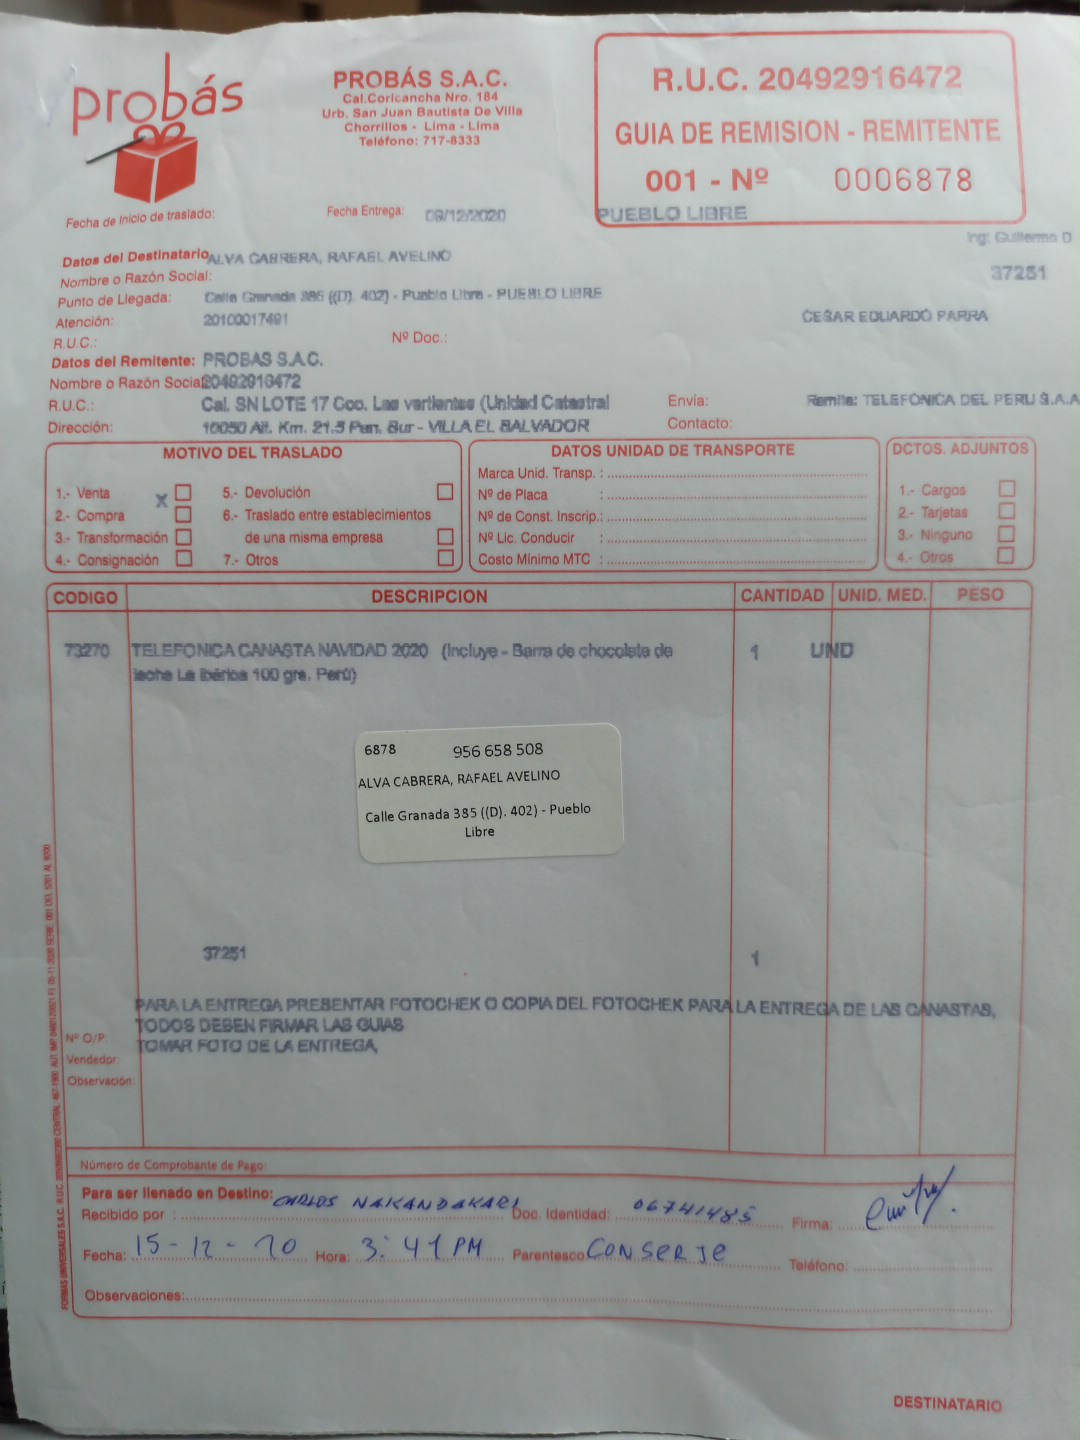 probás
PROBÁS S.A.C.
Cal.Coricancha Nro. 184
Urb. San Juan Bautista De Villa
Chorrillos - Lima - Lima
Teléfono: 717-8333
R.U.C. 20492916472
GUIA DE REMISION - REMITENTE
001 - Nº 0006878
PUEBLO LIBRE
Fecha de Inicio de traslado:
Fecha Entrega: 09/12/2020
Ing: Guillermo D
37251
Datos del Destinatario ALVA CABRERA, RAFAEL AVELINO
Nombre o Razón Social:
Punto de Llegada: Calle Granada 385 ((D). 402) - Pueblo Libre - PUEBLO LIBRE
Atención: 20100017491
CESAR EDUARDO PARRA
R.U.C.: Nº Doc.:
Datos del Remitente: PROBAS S.A.C.
Nombre o Razón Social 20492916472
R.U.C.: Cal. SN LOTE 17 Coo. Las vertientes (Unidad Catastral
Envía: Remite: TELEFONICA DEL PERU S.A.A
Dirección: 10050 Alt. Km. 21.5 Pan. Sur - VILLA EL SALVADOR
Contacto:
MOTIVO DEL TRASLADO
1.- Venta x 5.- Devolución
2.- Compra 6.- Traslado entre establecimientos
3.- Transformación de una misma empresa
4.- Consignación 7.- Otros
DATOS UNIDAD DE TRANSPORTE
Marca Unid. Transp. :
Nº de Placa :
Nº de Const. Inscrip.:
Nº Lic. Conducir :
Costo Mínimo MTC :
DCTOS. ADJUNTOS
1.- Cargos
2.- Tarjetas
3.- Ninguno
4.- Otros
CODIGO DESCRIPCION CANTIDAD UNID. MED. PESO
73270 TELEFONICA CANASTA NAVIDAD 2020 (Incluye - Barra de chocolate de 1 UND
leche La Ibérica 100 grs. Perú)
6878 956 658 508
ALVA CABRERA, RAFAEL AVELINO
Calle Granada 385 ((D). 402) - Pueblo
Libre
37251 1
PARA LA ENTREGA PRESENTAR FOTOCHEK O COPIA DEL FOTOCHEK PARA LA ENTREGA DE LAS CANASTAS,
TODOS DEBEN FIRMAR LAS GUIAS
Nº O/P: TOMAR FOTO DE LA ENTREGA,
Vendedor:
Observación:
Número de Comprobante de Pago:
Para ser llenado en Destino:
Recibido por : CARLOS NAKANDAKARI Doc. Identidad: 06741485 Firma:
Fecha: 15-12-20 Hora: 3:41 PM Parentesco CONSERJE Teléfono:
Observaciones:
DESTINATARIO